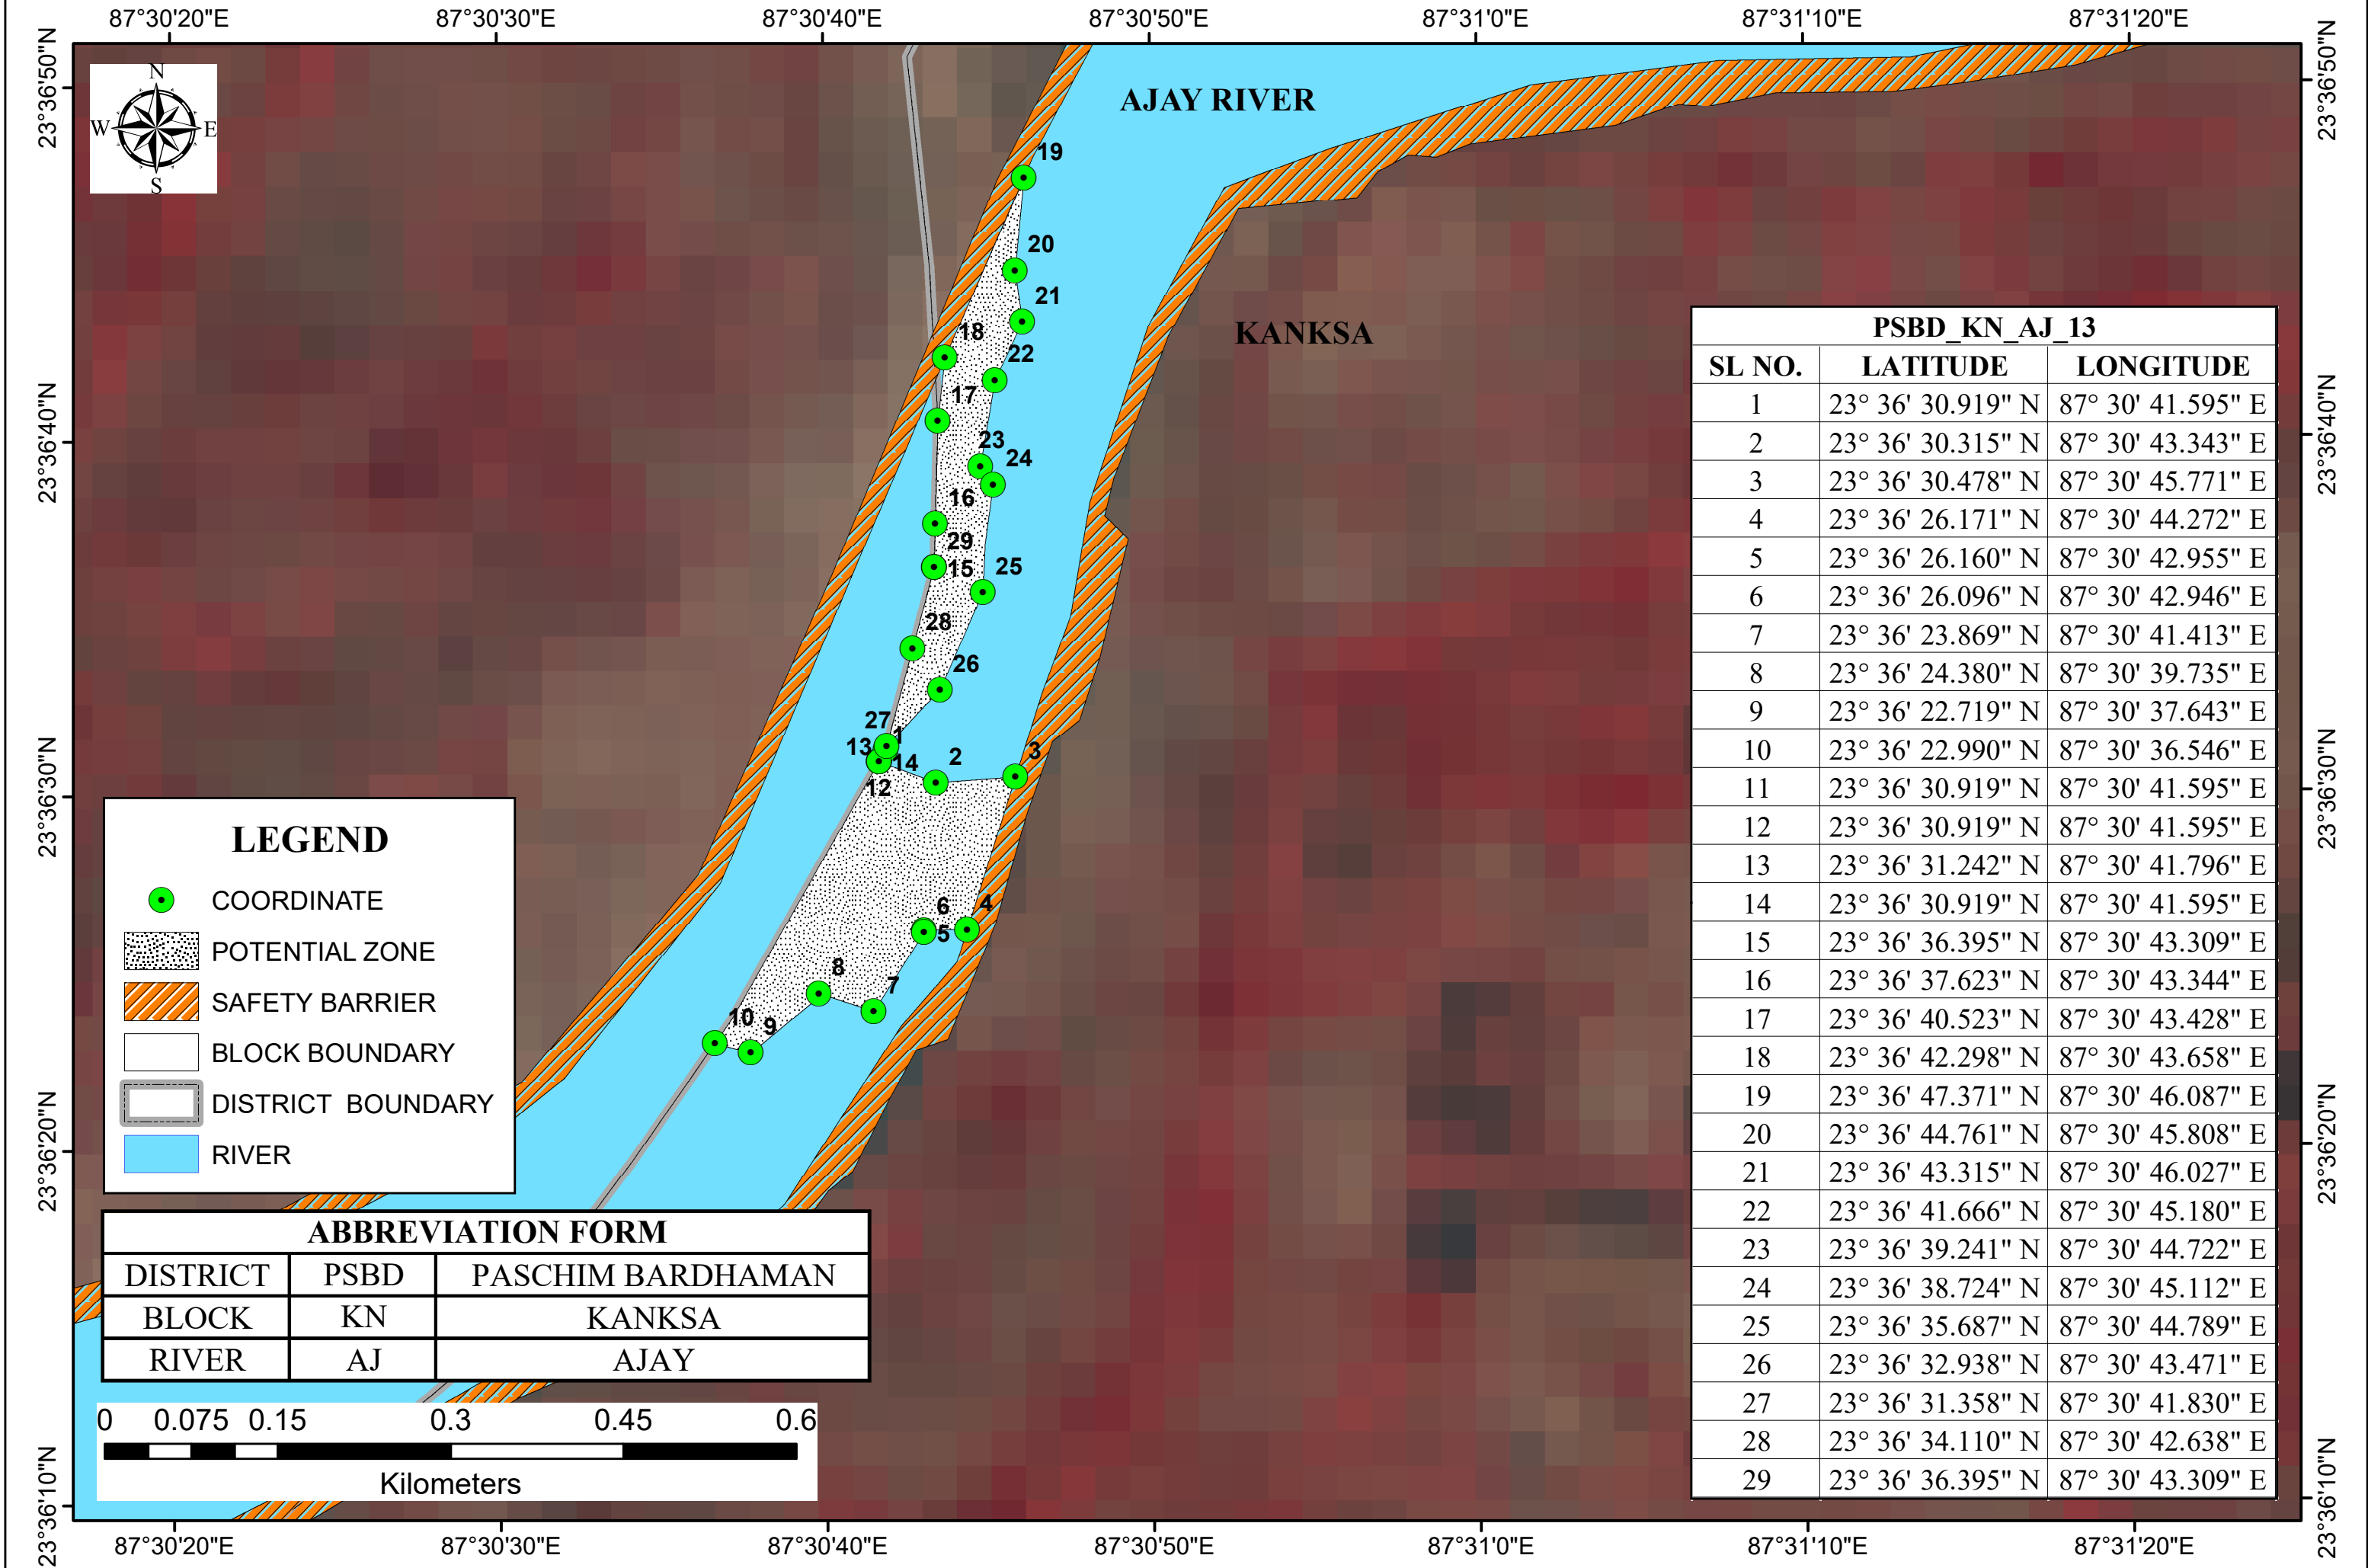 87°30'20"E 87°30'30"E 87°30'40"E 87°30'50"E 87°31'0"E 87°31'10"E 87°31'20"E
23°36'50"N
23°36'40"N
23°36'30"N
23°36'20"N
23°36'10"N
N
W E
S
AJAY RIVER
KANKSA
19
20
21
18
22
17
23
24
16
29
15
25
28
26
27
1
13
14
2
3
12
6
4
5
8
7
10
9
PSBD_KN_AJ_13
SL NO. LATITUDE LONGITUDE
1 23° 36' 30.919" N 87° 30' 41.595" E
2 23° 36' 30.315" N 87° 30' 43.343" E
3 23° 36' 30.478" N 87° 30' 45.771" E
4 23° 36' 26.171" N 87° 30' 44.272" E
5 23° 36' 26.160" N 87° 30' 42.955" E
6 23° 36' 26.096" N 87° 30' 42.946" E
7 23° 36' 23.869" N 87° 30' 41.413" E
8 23° 36' 24.380" N 87° 30' 39.735" E
9 23° 36' 22.719" N 87° 30' 37.643" E
10 23° 36' 22.990" N 87° 30' 36.546" E
11 23° 36' 30.919" N 87° 30' 41.595" E
12 23° 36' 30.919" N 87° 30' 41.595" E
13 23° 36' 31.242" N 87° 30' 41.796" E
14 23° 36' 30.919" N 87° 30' 41.595" E
15 23° 36' 36.395" N 87° 30' 43.309" E
16 23° 36' 37.623" N 87° 30' 43.344" E
17 23° 36' 40.523" N 87° 30' 43.428" E
18 23° 36' 42.298" N 87° 30' 43.658" E
19 23° 36' 47.371" N 87° 30' 46.087" E
20 23° 36' 44.761" N 87° 30' 45.808" E
21 23° 36' 43.315" N 87° 30' 46.027" E
22 23° 36' 41.666" N 87° 30' 45.180" E
23 23° 36' 39.241" N 87° 30' 44.722" E
24 23° 36' 38.724" N 87° 30' 45.112" E
25 23° 36' 35.687" N 87° 30' 44.789" E
26 23° 36' 32.938" N 87° 30' 43.471" E
27 23° 36' 31.358" N 87° 30' 41.830" E
28 23° 36' 34.110" N 87° 30' 42.638" E
29 23° 36' 36.395" N 87° 30' 43.309" E
LEGEND
COORDINATE
POTENTIAL ZONE
SAFETY BARRIER
BLOCK BOUNDARY
DISTRICT BOUNDARY
RIVER
ABBREVIATION FORM
DISTRICT PSBD PASCHIM BARDHAMAN
BLOCK KN KANKSA
RIVER AJ AJAY
0 0.075 0.15 0.3 0.45 0.6
Kilometers
23°36'50"N
23°36'40"N
23°36'30"N
23°36'20"N
23°36'10"N
87°30'20"E 87°30'30"E 87°30'40"E 87°30'50"E 87°31'0"E 87°31'10"E 87°31'20"E